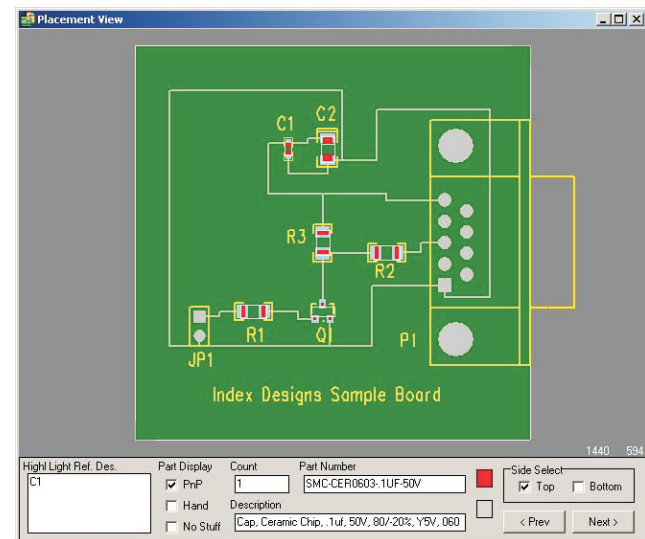 Placement View
C1
C2
R3
R2
R1
Q1
JP1
P1
Index Designs Sample Board
1440 594
Highl Light Ref. Des.
C1
Part Display
PnP
Hand
No Stuff
Count
1
Part Number
SMC-CER0603-.1UF-50V
Description
Cap, Ceramic Chip, .1uf, 50V, 80/-20%, Y5V, 060
Side Select
Top
Bottom
< Prev
Next >